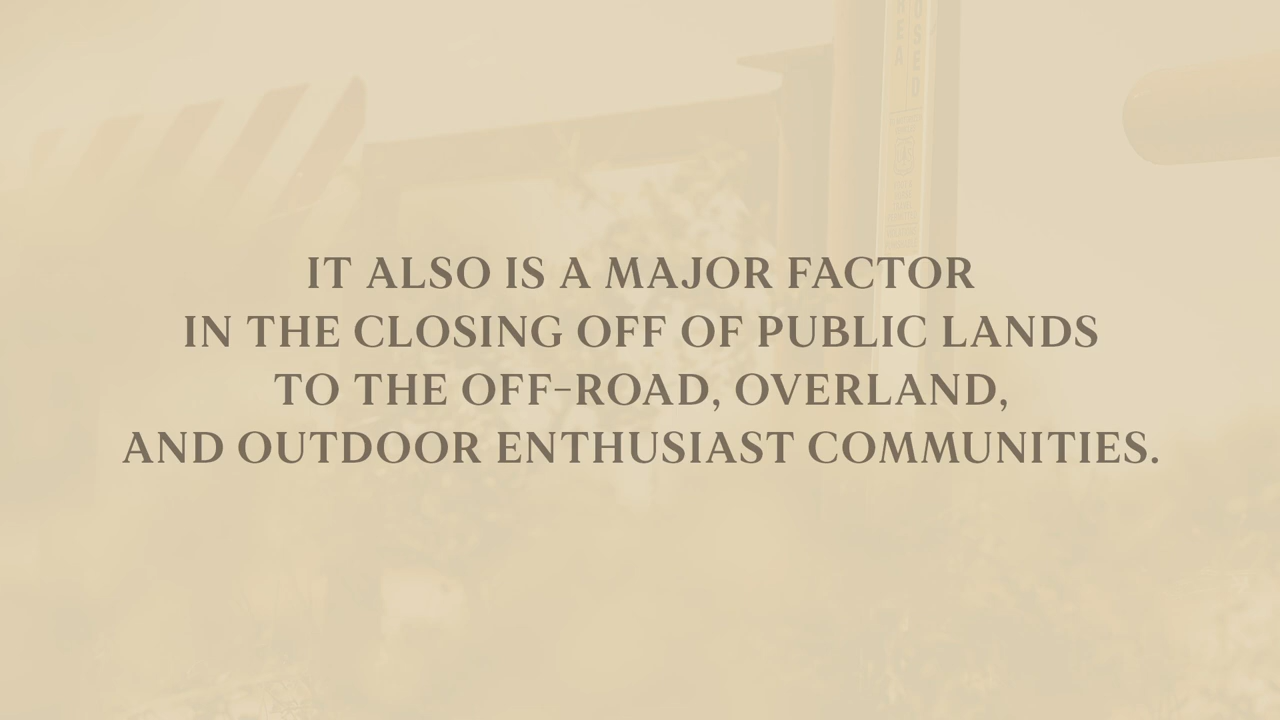 IT ALSO IS A MAJOR FACTOR
IN THE CLOSING OFF OF PUBLIC LANDS
TO THE OFF-ROAD, OVERLAND,
AND OUTDOOR ENTHUSIAST COMMUNITIES.